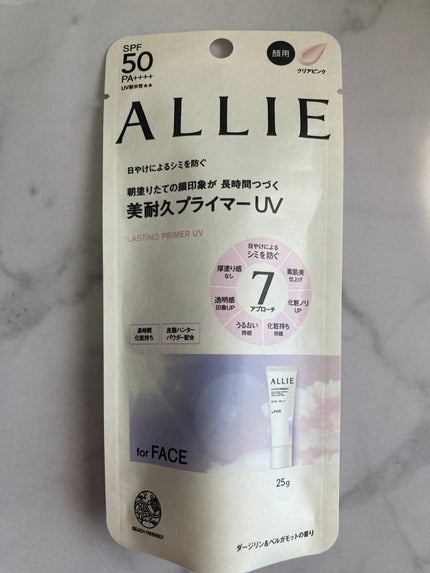 SPF
50
PA++++
UV耐水性★★
顔用
クリアピンク
ALLIE
日やけによるシミを防ぐ
朝塗りたての顔印象が 長時間つづく
美耐久プライマーUV
LASTING PRIMER UV
日やけによる
シミを防ぐ
素肌美
仕上げ
化粧ノリ
UP
化粧持ち
持続
うるおい
持続
透明感
印象UP
厚塗り感
なし
7
アプローチ
長時間
化粧持ち
皮脂ハンター
パウダー配合
ALLIE
for FACE
for FACE
25g
BEACH FRIENDLY
ダージリン&ベルガモットの香り